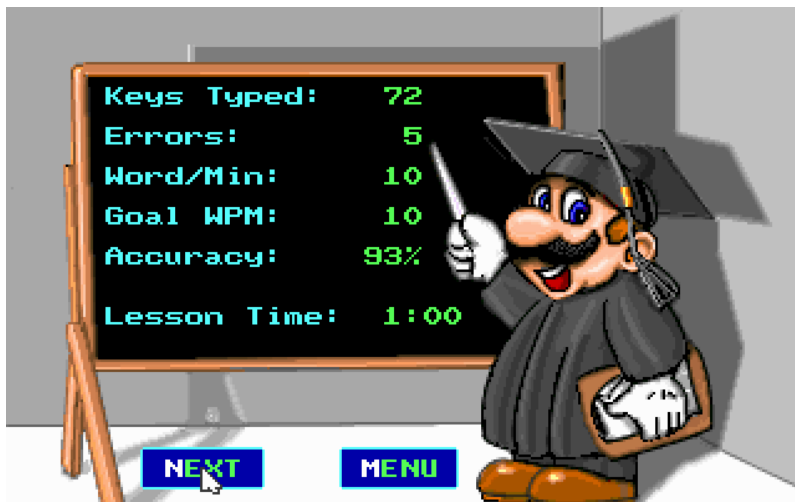 Keys Typed: 72
Errors: 5
Word/Min: 10
Goal WPM: 10
Accuracy: 93%
Lesson Time: 1:00
NEXT MENU